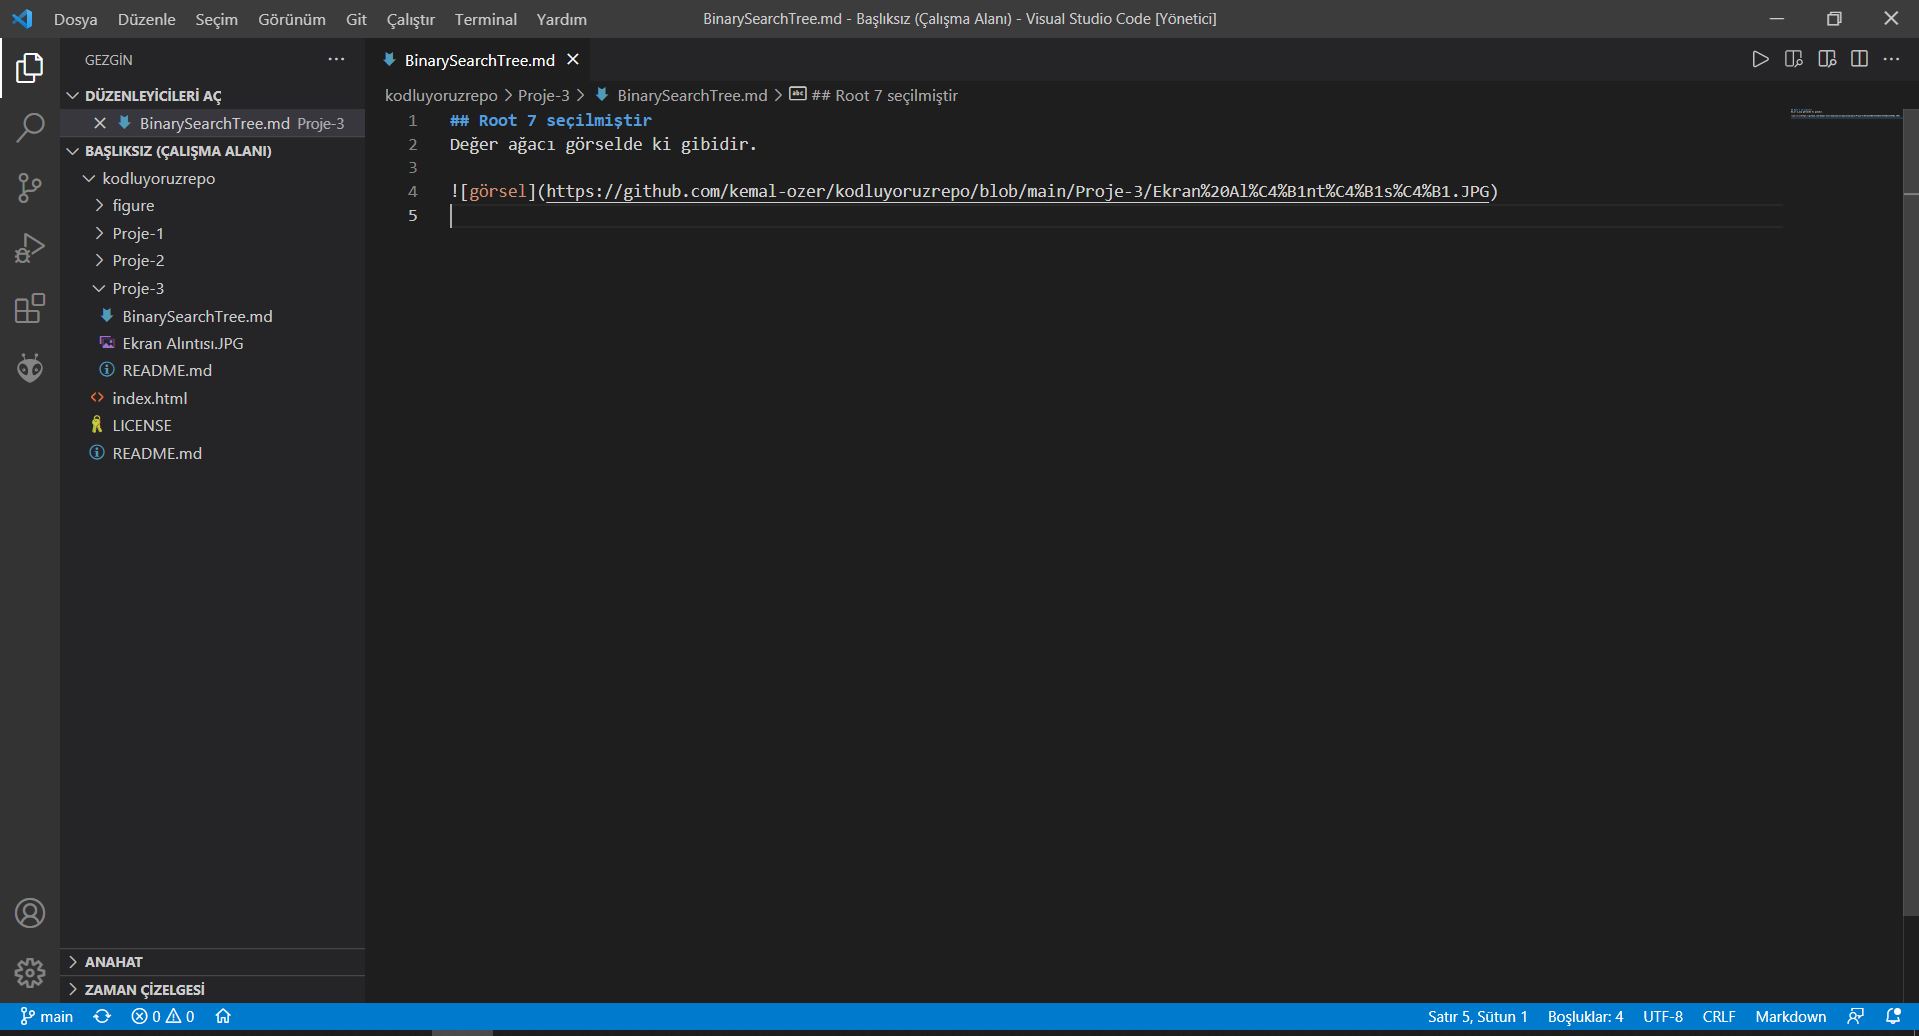 Dosya Düzenle Seçim Görünüm Git Çalıştır Terminal Yardım BinarySearchTree.md - Başlıksız (Çalışma Alanı) - Visual Studio Code [Yönetici]
GEZGİN
DÜZENLEYİCİLERİ AÇ
BinarySearchTree.md Proje-3
BAŞLIKSIZ (ÇALIŞMA ALANI)
kodluyoruzrepo
figure
Proje-1
Proje-2
Proje-3
BinarySearchTree.md
Ekran Alıntısı.JPG
README.md
index.html
LICENSE
README.md
ANAHAT
ZAMAN ÇİZELGESİ
BinarySearchTree.md
kodluyoruzrepo > Proje-3 > BinarySearchTree.md > ## Root 7 seçilmiştir
1 ## Root 7 seçilmiştir
2 Değer ağacı görselde ki gibidir.
3
4 ![görsel](https://github.com/kemal-ozer/kodluyoruzrepo/blob/main/Proje-3/Ekran%20Al%C4%B1nt%C4%B1s%C4%B1.JPG)
5
main 0 0 Satır 5, Sütun 1 Boşluklar: 4 UTF-8 CRLF Markdown